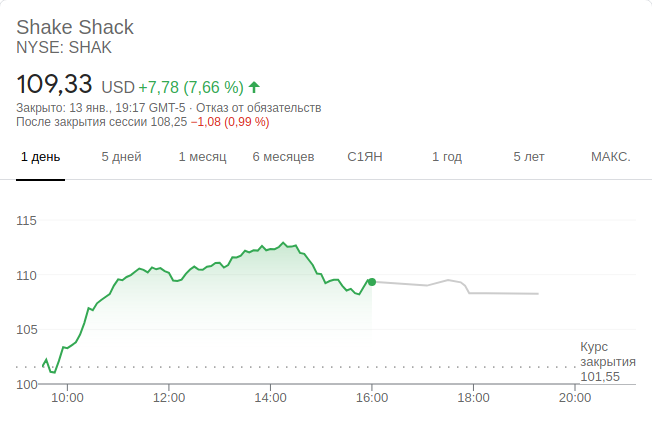 Shake Shack
NYSE: SHAK
109,33 USD +7,78 (7,66 %)
Закрыто: 13 янв., 19:17 GMT-5 · Отказ от обязательств
После закрытия сессии 108,25 −1,08 (0,99 %)
1 день 5 дней 1 месяц 6 месяцев С1ЯН 1 год 5 лет МАКС.
115
110
105
Курс
закрытия
101,55
100
10:00 12:00 14:00 16:00 18:00 20:00